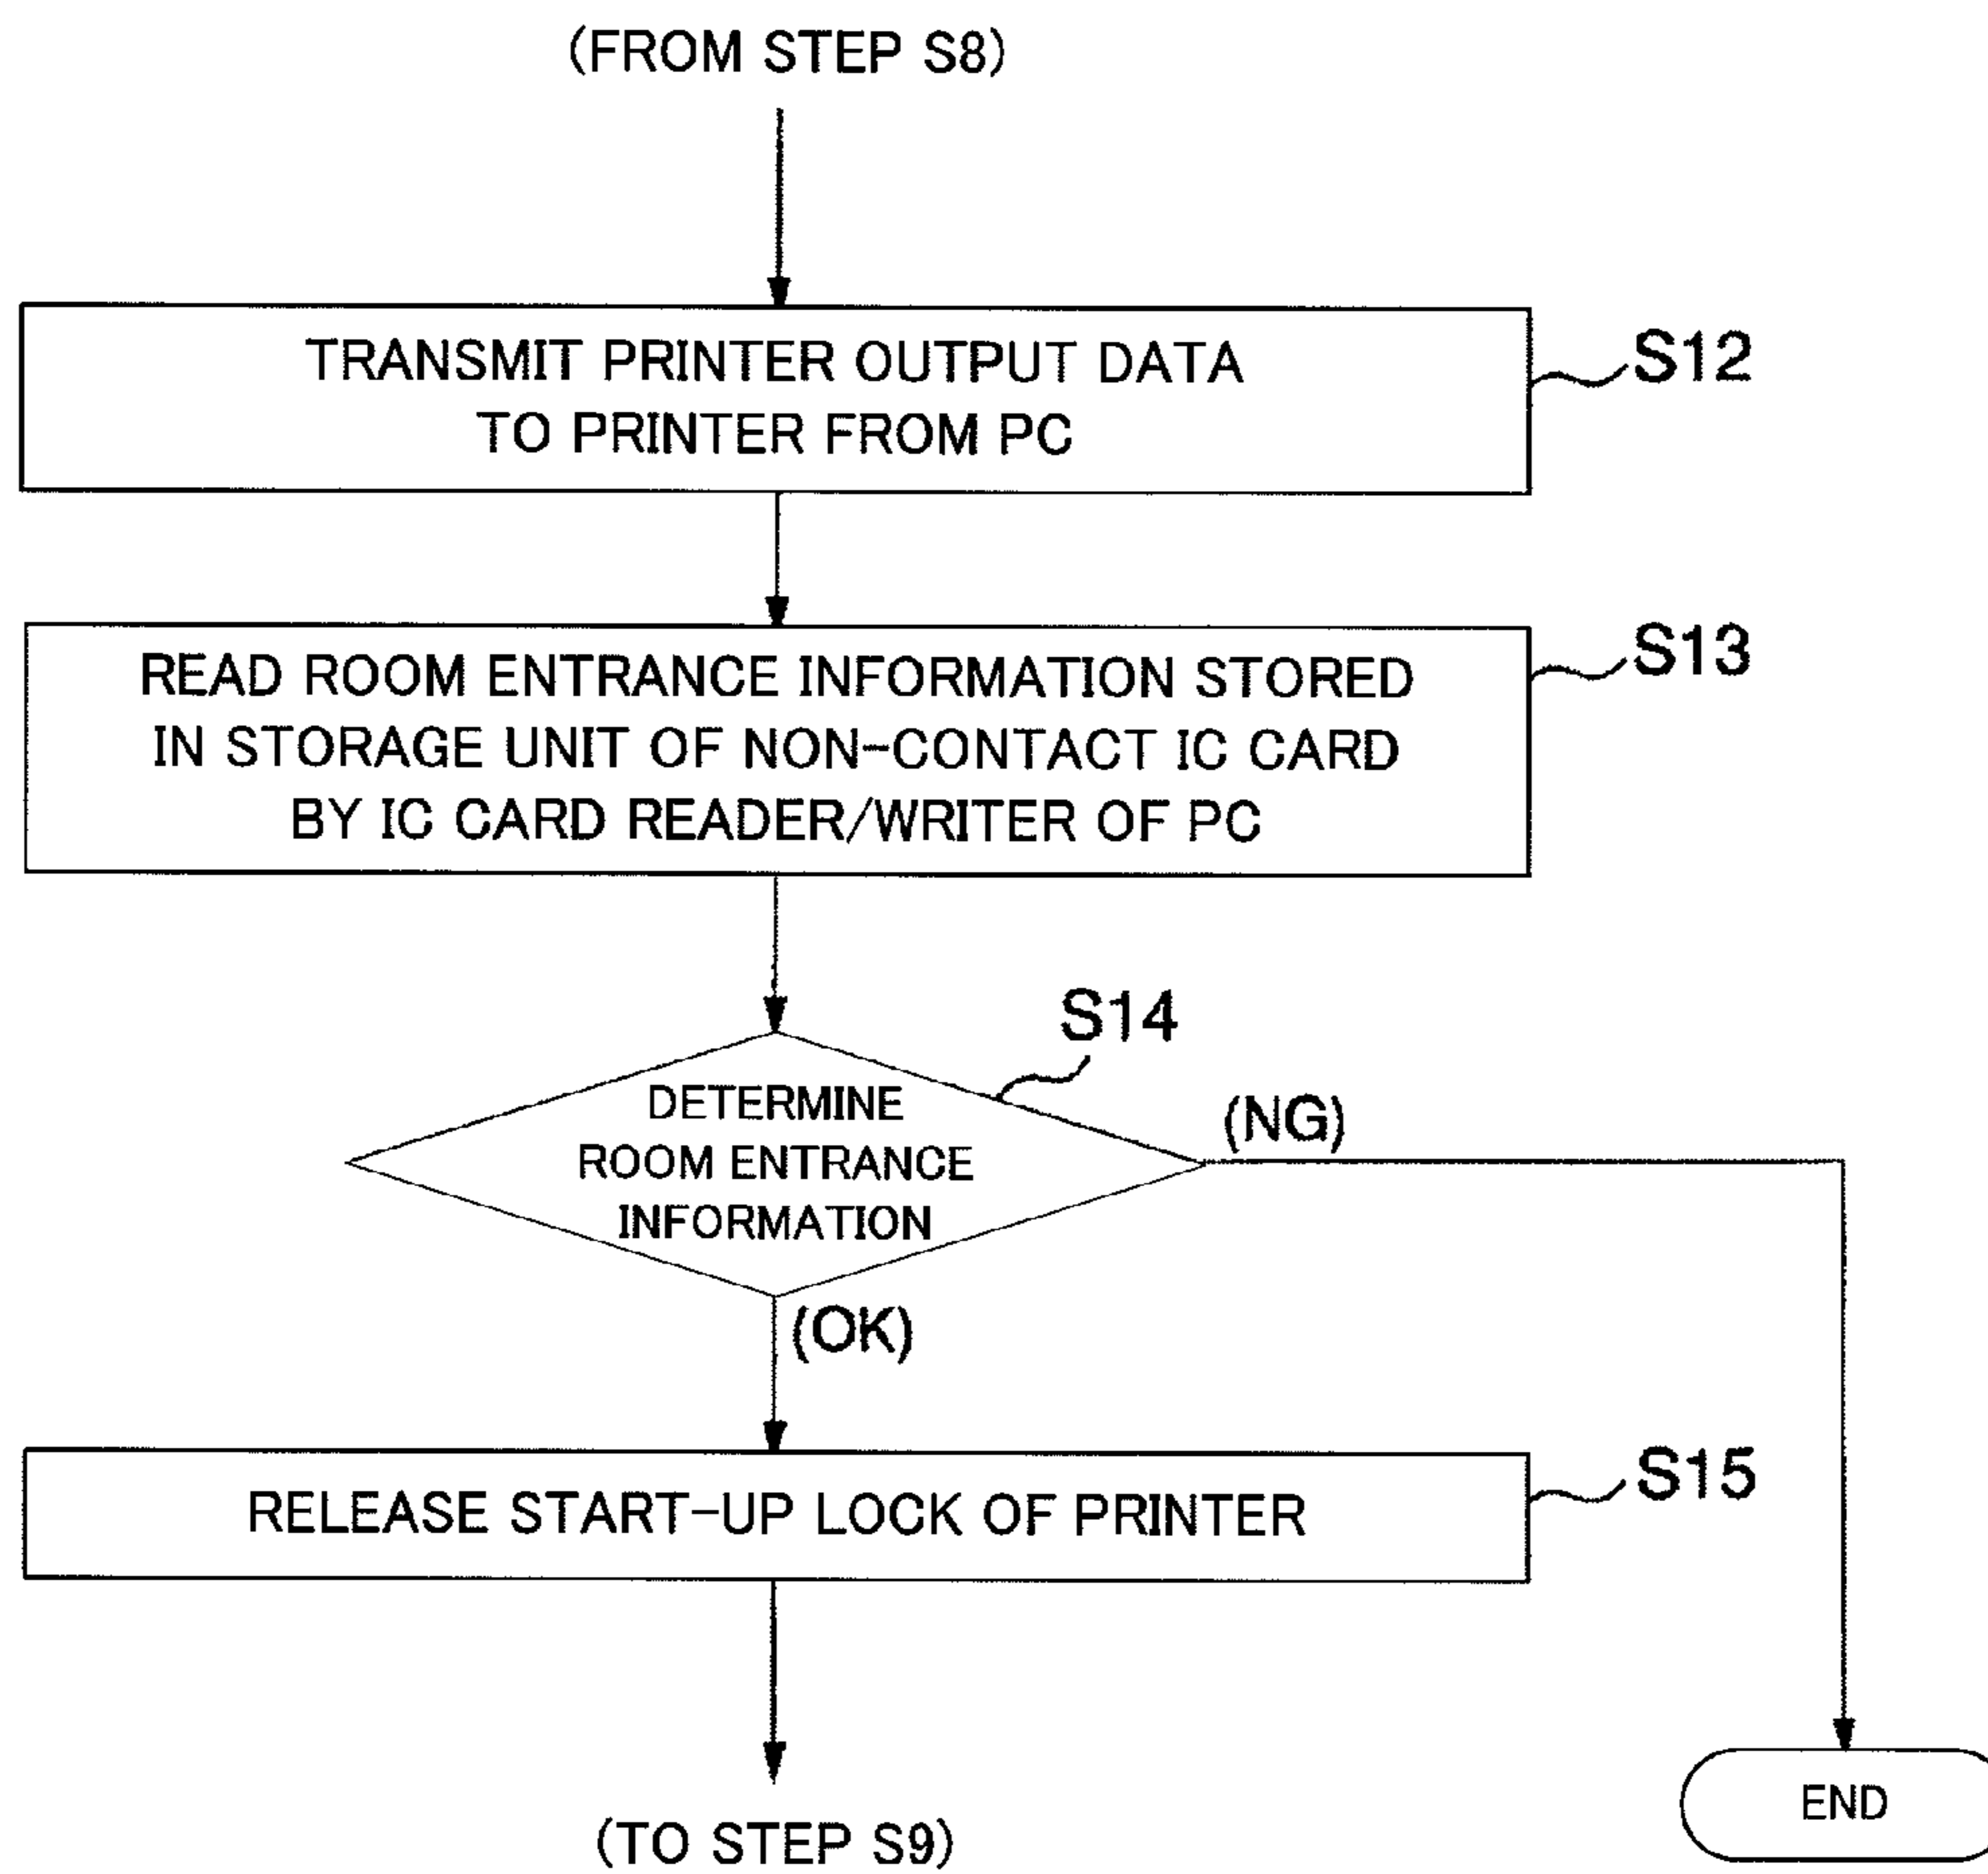 (FROM STEP S8)
TRANSMIT PRINTER OUTPUT DATA
TO PRINTER FROM PC
S12
READ ROOM ENTRANCE INFORMATION STORED
IN STORAGE UNIT OF NON-CONTACT IC CARD
BY IC CARD READER/WRITER OF PC
S13
S14
DETERMINE
ROOM ENTRANCE
INFORMATION
(NG)
(OK)
RELEASE START-UP LOCK OF PRINTER
S15
(TO STEP S9)
END